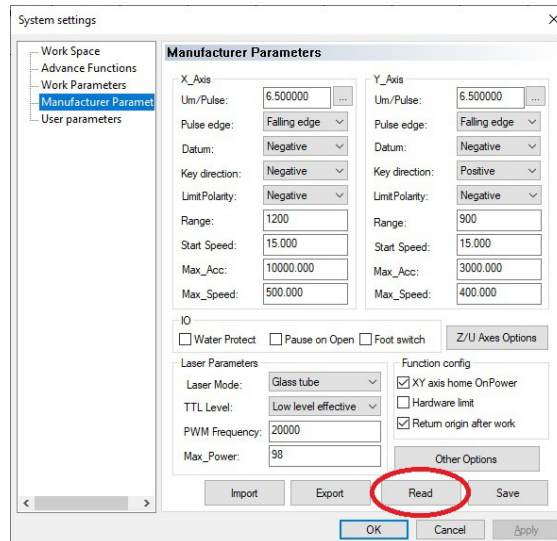 System settings
Work Space
Advance Functions
Work Parameters
Manufacturer Paramet
User parameters
Manufacturer Parameters
X_Axis
Um/Pulse: 6.500000 ...
Pulse edge: Falling edge
Datum: Negative
Key direction: Negative
LimitPolarity: Negative
Range: 1200
Start Speed: 15.000
Max_Acc: 10000.000
Max_Speed: 500.000
Y_Axis
Um/Pulse: 6.500000 ...
Pulse edge: Falling edge
Datum: Negative
Key direction: Positive
LimitPolarity: Negative
Range: 900
Start Speed: 15.000
Max_Acc: 3000.000
Max_Speed: 400.000
IO
Water Protect Pause on Open Foot switch
Z/U Axes Options
Laser Parameters
Laser Mode: Glass tube
TTL Level: Low level effective
PWM Frequency: 20000
Max_Power: 98
Function config
XY axis home OnPower
Hardware limit
Return origin after work
Other Options
Import Export Read Save
OK Cancel Apply